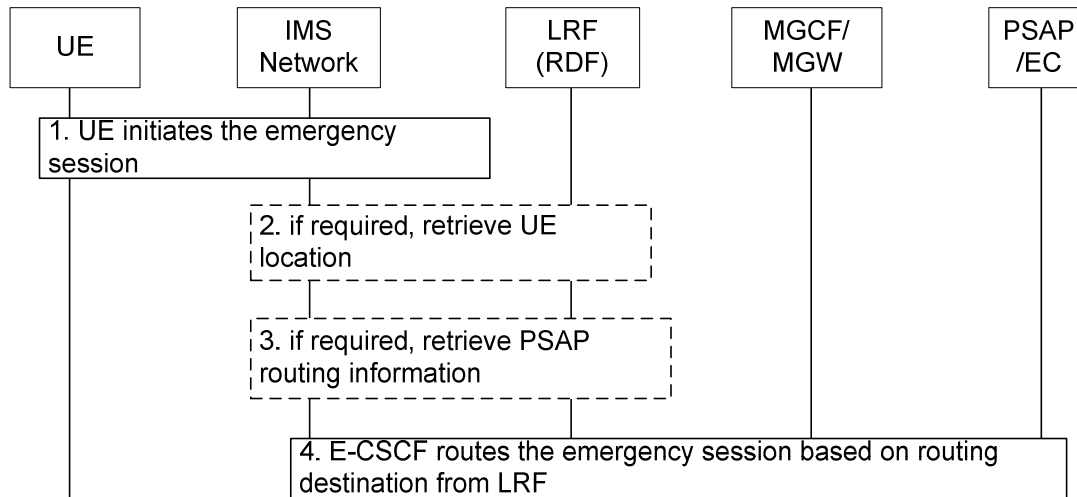 UE
IMS
Network
LRF
(RDF)
MGCF/
MGW
PSAP
/EC
1. UE initiates the emergency
session
2. if required, retrieve UE
location
3. if required, retrieve PSAP
routing information
4. E-CSCF routes the emergency session based on routing
destination from LRF